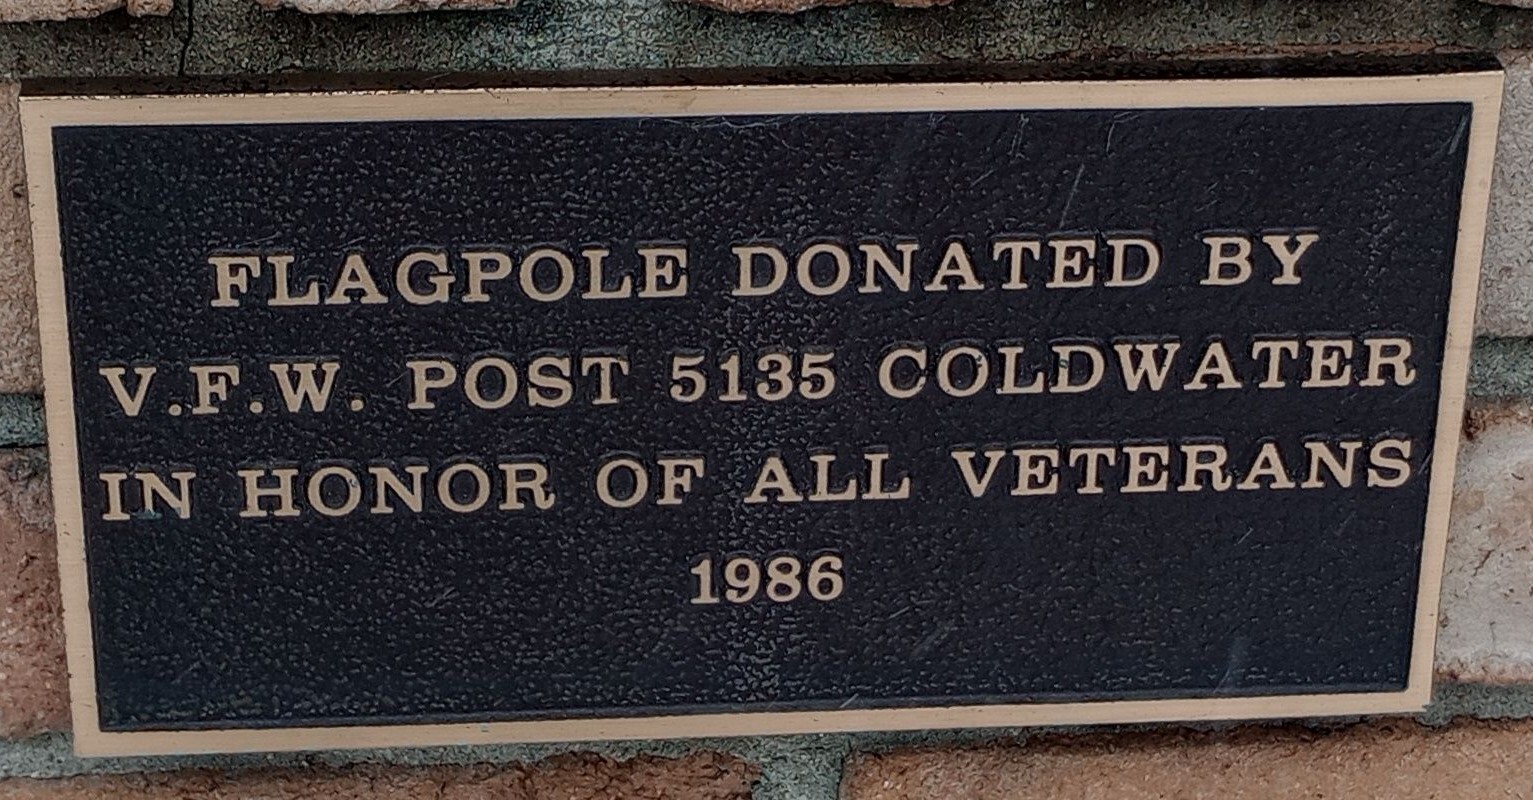 FLAGPOLE DONATED BY
V.F.W. POST 5135 COLDWATER
IN HONOR OF ALL VETERANS
1986